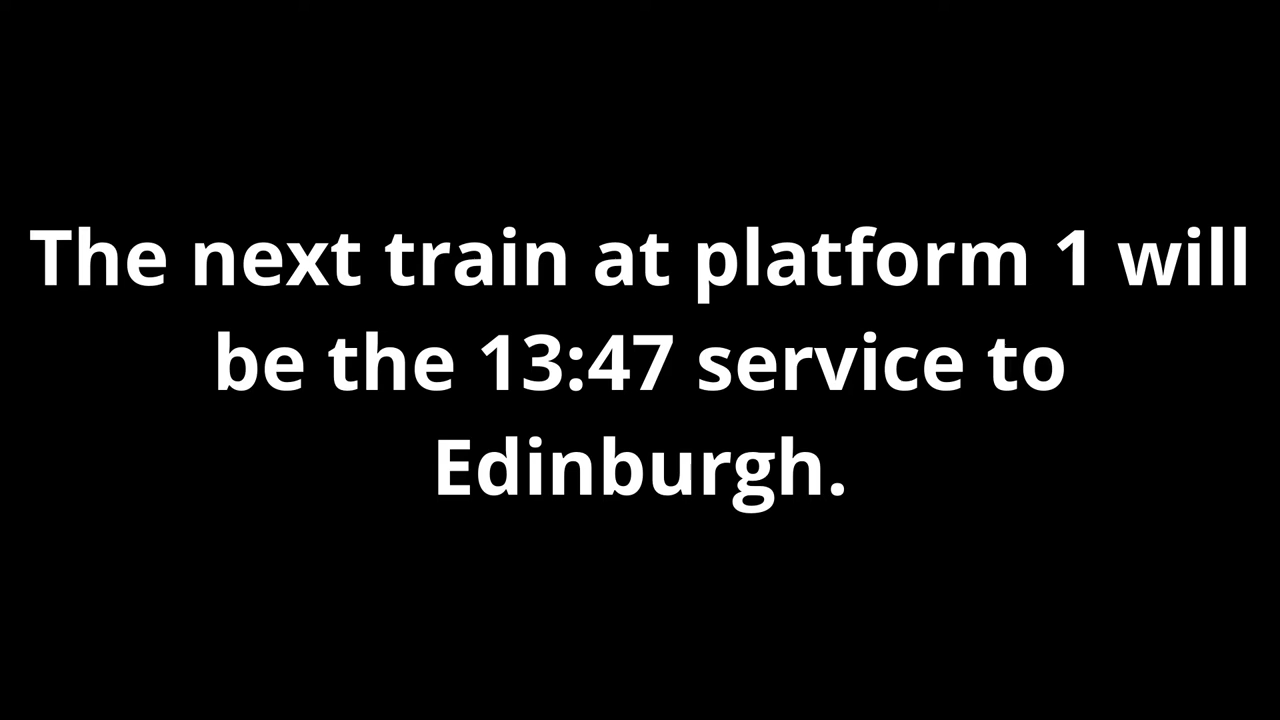 The next train at platform 1 will
be the 13:47 service to
Edinburgh.